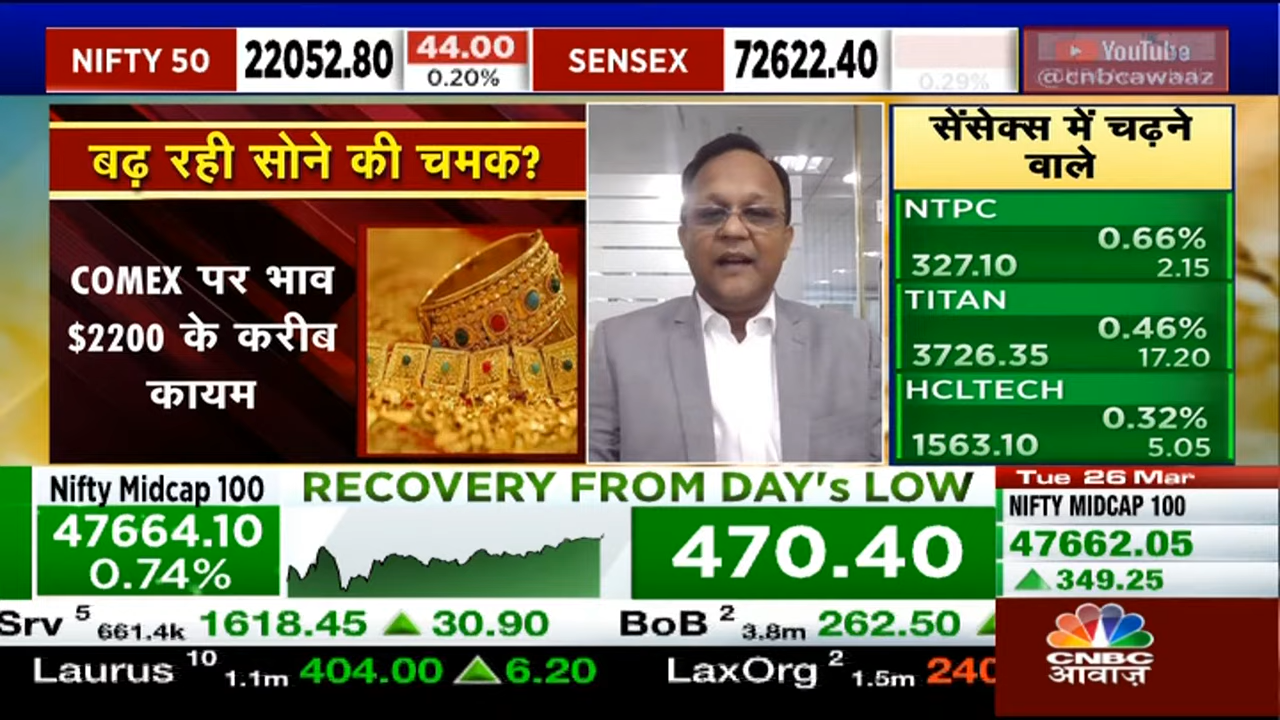 NIFTY 50 22052.80 44.00 0.20% SENSEX 72622.40 0.29% YouTube
@cnbcawaaz
बढ़ रही सोने की चमक?
COMEX पर भाव
$2200 के करीब
कायम
सेंसेक्स में चढ़ने
वाले
NTPC
0.66%
327.10 2.15
TITAN
0.46%
3726.35 17.20
HCLTECH
0.32%
1563.10 5.05
Nifty Midcap 100
47664.10
0.74%
RECOVERY FROM DAY's LOW
470.40
Tue 26 Mar
NIFTY MIDCAP 100
47662.05
349.25
Srv 5 661.4k 1618.45 30.90 BoB 2 3.8m 262.50
Laurus 10 1.1m 404.00 6.20 LaxOrg 2 1.5m 240
CNBC
आवाज़